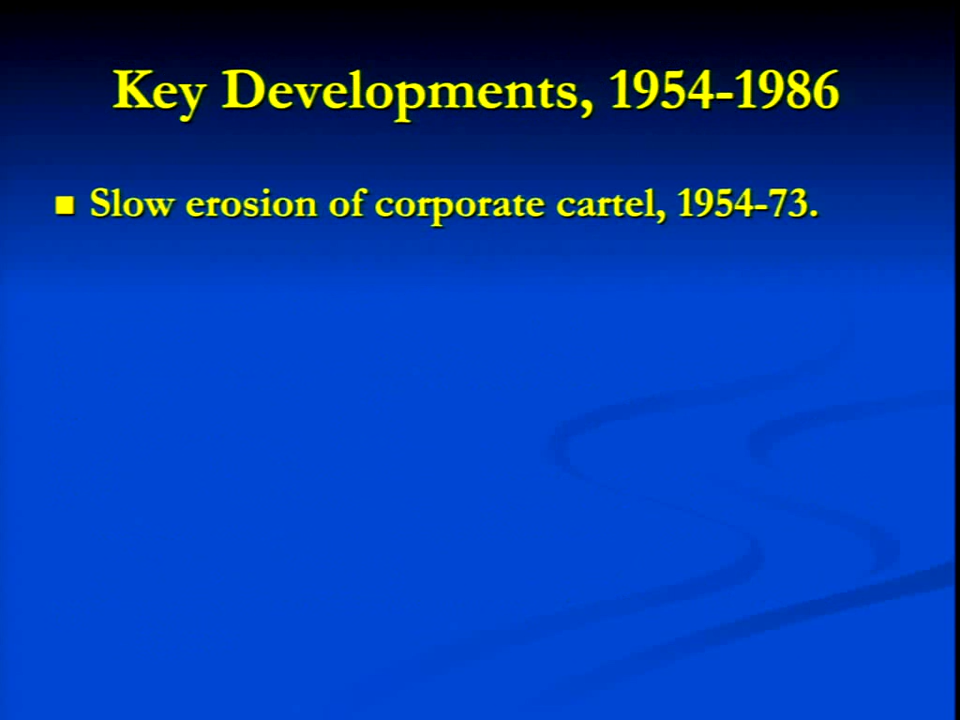 Key Developments, 1954-1986
Slow erosion of corporate cartel, 1954-73.